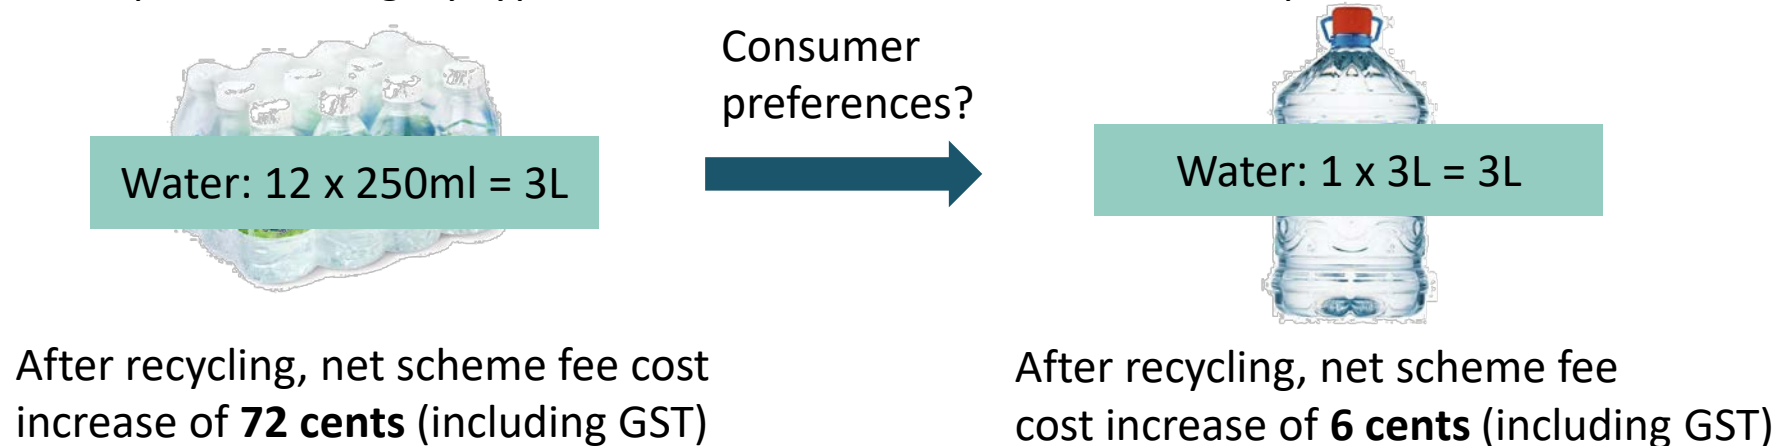 Consumer
preferences?
Water: 12 x 250ml = 3L
Water: 1 x 3L = 3L
After recycling, net scheme fee cost
increase of 72 cents (including GST)
After recycling, net scheme fee
cost increase of 6 cents (including GST)